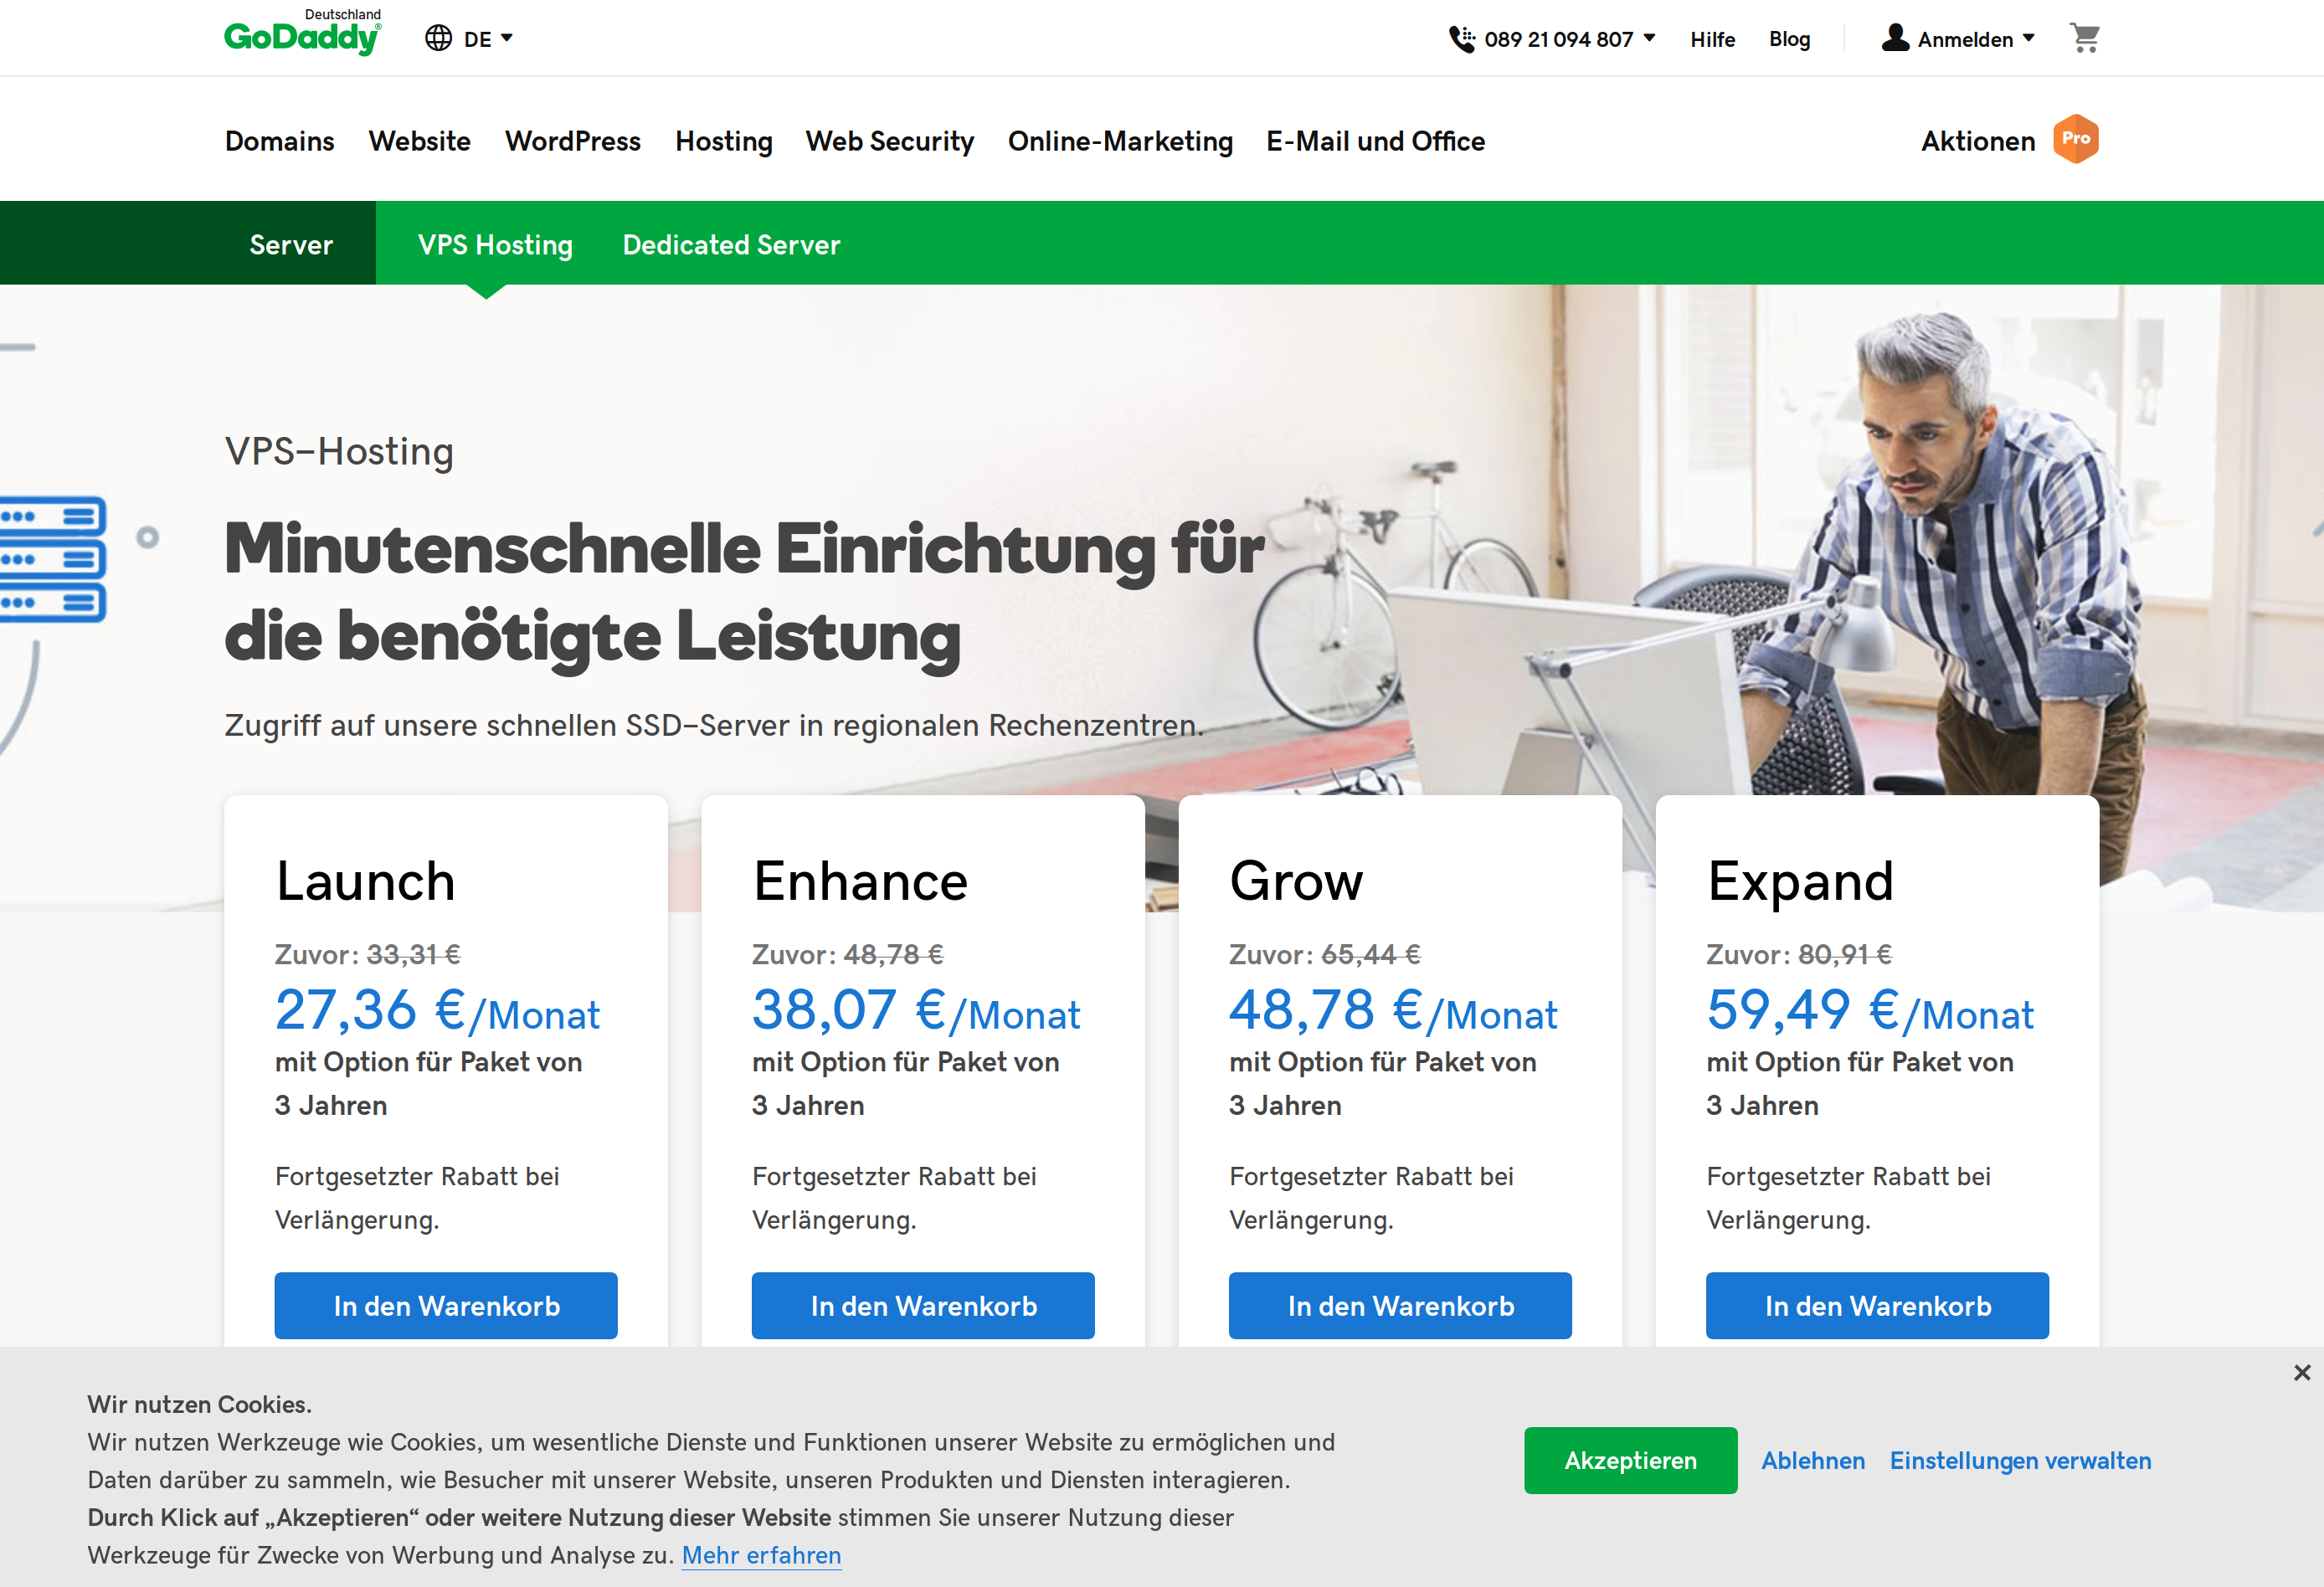 Deutschland
GoDaddy®
DE
089 21 094 807
Hilfe
Blog
Anmelden
Domains
Website
WordPress
Hosting
Web Security
Online-Marketing
E-Mail und Office
Aktionen
Pro
Server
VPS Hosting
Dedicated Server
VPS-Hosting
Minutenschnelle Einrichtung für
die benötigte Leistung
Zugriff auf unsere schnellen SSD-Server in regionalen Rechenzentren.
Launch
Zuvor: 33,31 €
27,36 €/Monat
mit Option für Paket von
3 Jahren
Fortgesetzter Rabatt bei
Verlängerung.
In den Warenkorb
Enhance
Zuvor: 48,78 €
38,07 €/Monat
mit Option für Paket von
3 Jahren
Fortgesetzter Rabatt bei
Verlängerung.
In den Warenkorb
Grow
Zuvor: 65,44 €
48,78 €/Monat
mit Option für Paket von
3 Jahren
Fortgesetzter Rabatt bei
Verlängerung.
In den Warenkorb
Expand
Zuvor: 80,91 €
59,49 €/Monat
mit Option für Paket von
3 Jahren
Fortgesetzter Rabatt bei
Verlängerung.
In den Warenkorb
Wir nutzen Cookies.
Wir nutzen Werkzeuge wie Cookies, um wesentliche Dienste und Funktionen unserer Website zu ermöglichen und
Daten darüber zu sammeln, wie Besucher mit unserer Website, unseren Produkten und Diensten interagieren.
Durch Klick auf „Akzeptieren“ oder weitere Nutzung dieser Website stimmen Sie unserer Nutzung dieser
Werkzeuge für Zwecke von Werbung und Analyse zu. Mehr erfahren
Akzeptieren
Ablehnen
Einstellungen verwalten